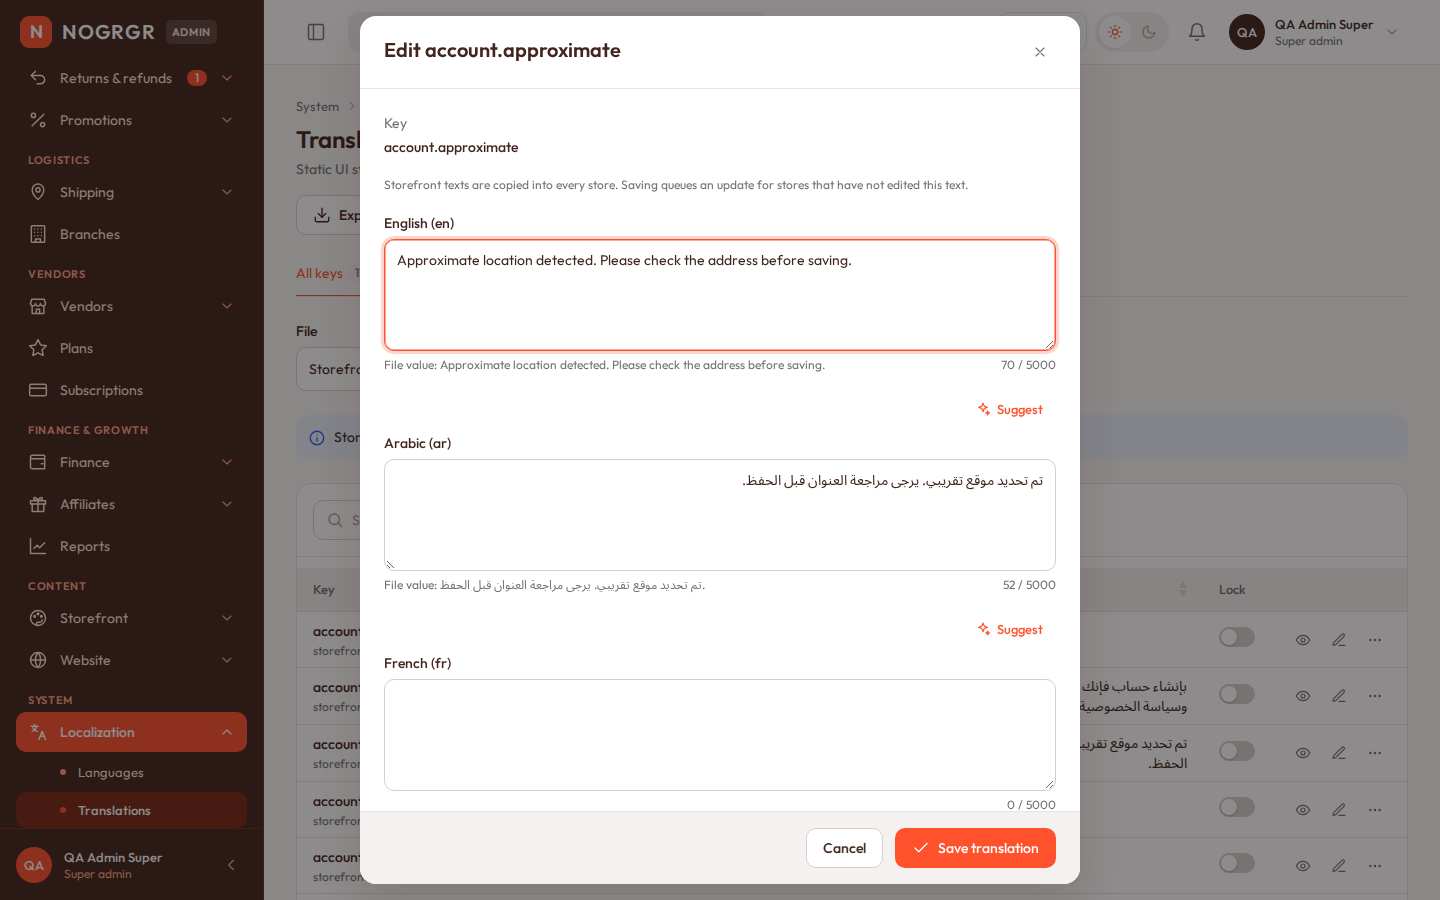 NOGRGR ADMIN
Returns & refunds 1
Promotions
LOGISTICS
Shipping
Branches
VENDORS
Vendors
Plans
Subscriptions
FINANCE & GROWTH
Finance
Affiliates
Reports
CONTENT
Storefront
Website
SYSTEM
Localization
Languages
Translations
QA
QA Admin Super
Super admin
QA
QA Admin Super
Super admin
System
Static UI
All keys
File
Key
Lock
account
account
account
account
account
بإنشاء حساب فإنك
وسياسة الخصوصية
تم تحديد موقع
الحفظ.
Edit account.approximate
Key
account.approximate
Storefront texts are copied into every store. Saving queues an update for stores that have not edited this text.
English (en)
Approximate location detected. Please check the address before saving.
File value: Approximate location detected. Please check the address before saving.
70 / 5000
Suggest
Arabic (ar)
تم تحديد موقع تقريبي. يرجى مراجعة العنوان قبل الحفظ.
File value: تم تحديد موقع تقريبي. يرجى مراجعة العنوان قبل الحفظ.
52 / 5000
Suggest
French (fr)
0 / 5000
Cancel
Save translation